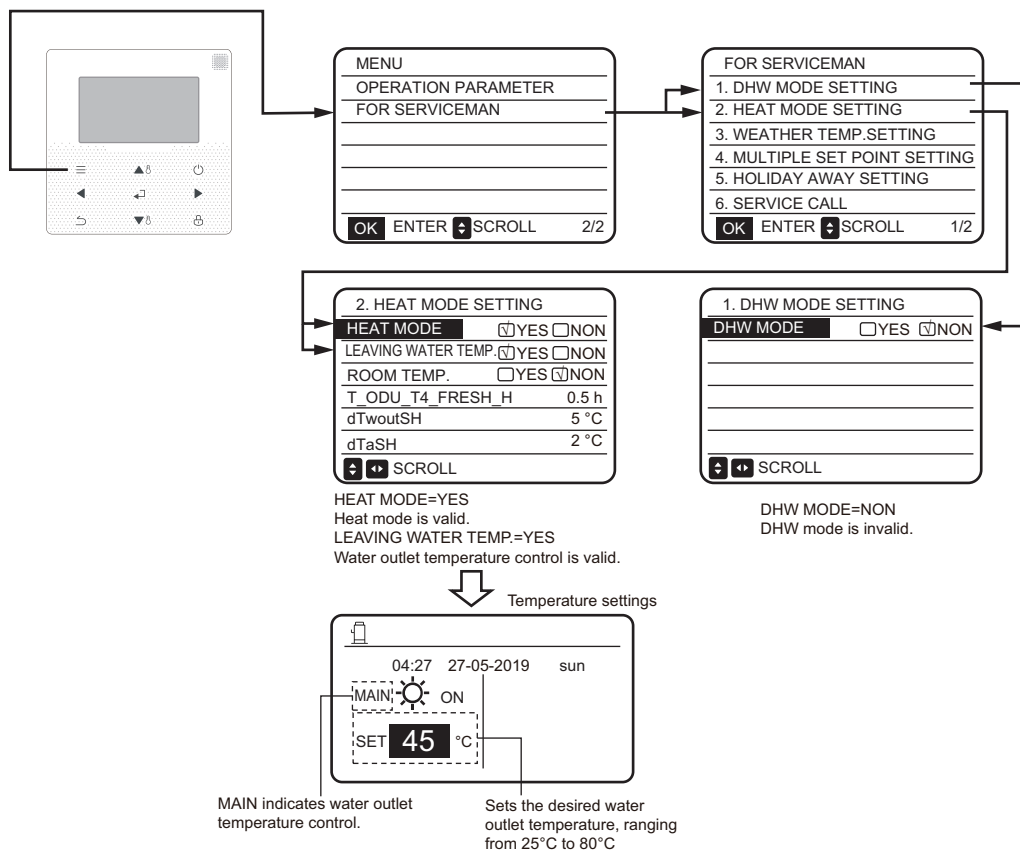 MENU
OPERATION PARAMETER
FOR SERVICEMAN
OK ENTER SCROLL 2/2
FOR SERVICEMAN
1. DHW MODE SETTING
2. HEAT MODE SETTING
3. WEATHER TEMP.SETTING
4. MULTIPLE SET POINT SETTING
5. HOLIDAY AWAY SETTING
6. SERVICE CALL
OK ENTER SCROLL 1/2
2. HEAT MODE SETTING
HEAT MODE YES NON
LEAVING WATER TEMP. YES NON
ROOM TEMP. YES NON
T_ODU_T4_FRESH_H 0.5 h
dTwoutSH 5 °C
dTaSH 2 °C
SCROLL
HEAT MODE=YES
Heat mode is valid.
LEAVING WATER TEMP.=YES
Water outlet temperature control is valid.
1. DHW MODE SETTING
DHW MODE YES NON
SCROLL
DHW MODE=NON
DHW mode is invalid.
Temperature settings
04:27 27-05-2019 sun
MAIN ON
SET 45 °C
MAIN indicates water outlet
temperature control.
Sets the desired water
outlet temperature, ranging
from 25°C to 80°C